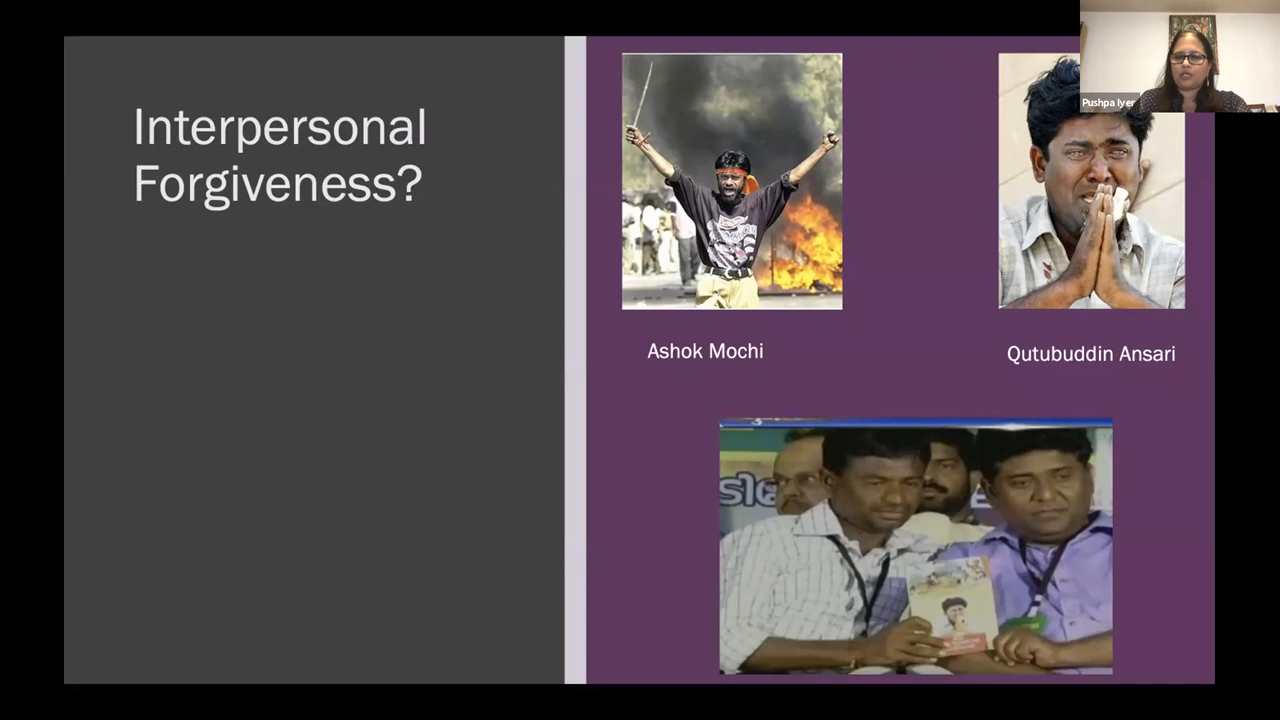 Interpersonal
Forgiveness?
Pushpa Iyer
Ashok Mochi
Qutubuddin Ansari